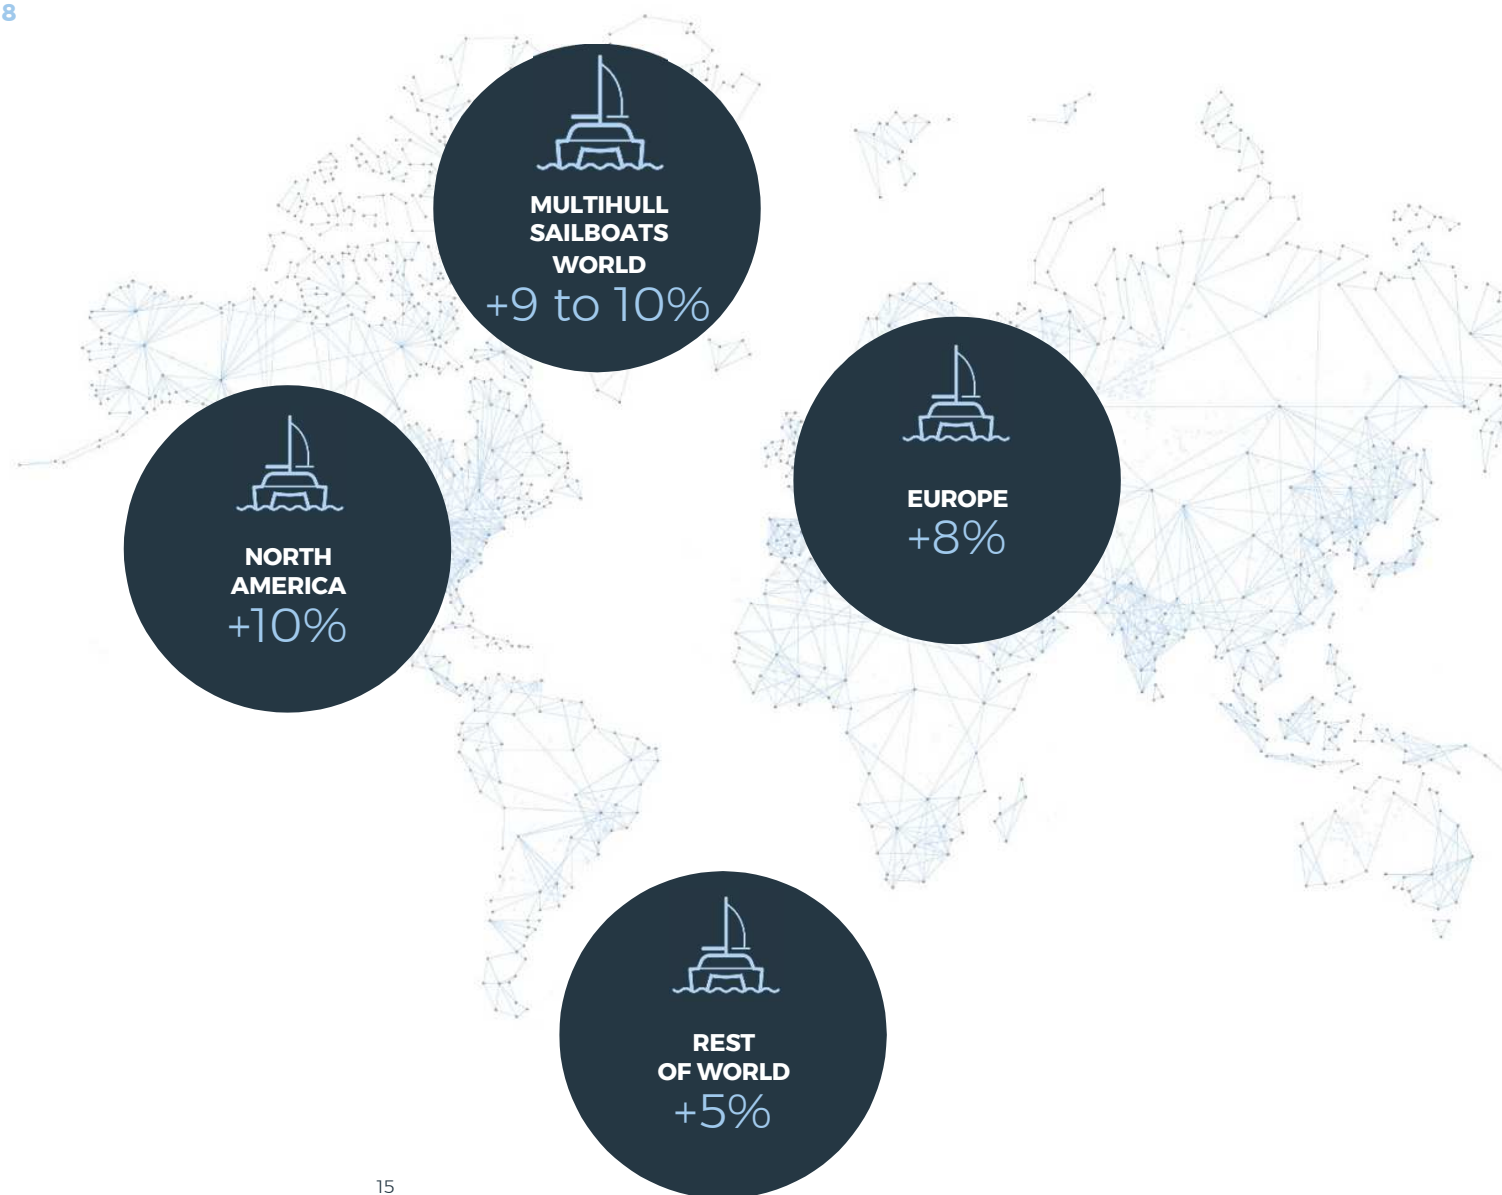 8
MULTIHULL
SAILBOATS
WORLD
+9 to 10%
NORTH
AMERICA
+10%
EUROPE
+8%
REST
OF WORLD
+5%
15